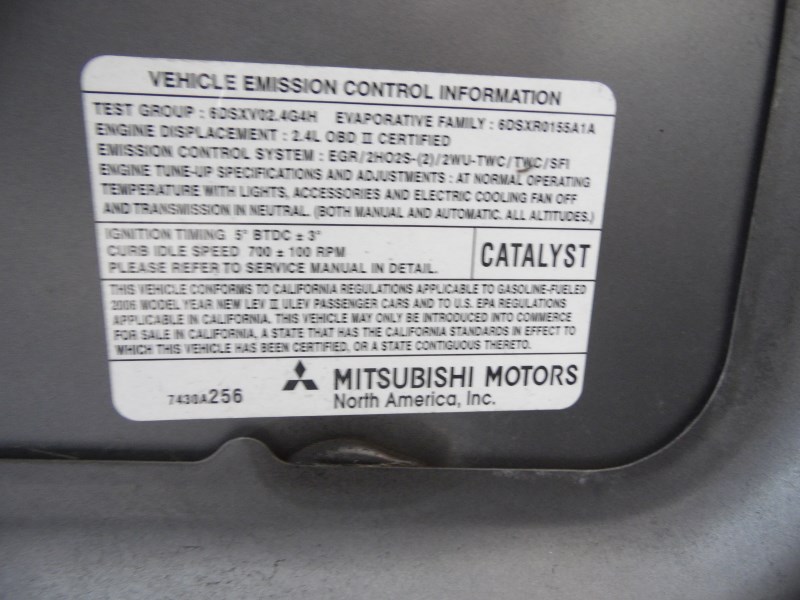 VEHICLE EMISSION CONTROL INFORMATION
TEST GROUP : 6DSXV02.4G4H EVAPORATIVE FAMILY : 6DSXR0155A1A
ENGINE DISPLACEMENT : 2.4L OBD II CERTIFIED
EMISSION CONTROL SYSTEM : EGR/2HO2S-(2)/2WU-TWC/TWC/SFI
ENGINE TUNE-UP SPECIFICATIONS AND ADJUSTMENTS : AT NORMAL OPERATING
TEMPERATURE WITH LIGHTS, ACCESSORIES AND ELECTRIC COOLING FAN OFF
AND TRANSMISSION IN NEUTRAL. (BOTH MANUAL AND AUTOMATIC. ALL ALTITUDES.)
IGNITION TIMING 5° BTDC ± 3°
CURB IDLE SPEED 700 ± 100 RPM
PLEASE REFER TO SERVICE MANUAL IN DETAIL.
CATALYST
THIS VEHICLE CONFORMS TO CALIFORNIA REGULATIONS APPLICABLE TO GASOLINE-FUELED
2006 MODEL YEAR NEW LEV II ULEV PASSENGER CARS AND TO U.S. EPA REGULATIONS
APPLICABLE IN CALIFORNIA. THIS VEHICLE MAY ONLY BE INTRODUCED INTO COMMERCE
FOR SALE IN CALIFORNIA, A STATE THAT HAS THE CALIFORNIA STANDARDS IN EFFECT TO
WHICH THIS VEHICLE HAS BEEN CERTIFIED, OR A STATE CONTIGUOUS THERETO.
7430A256
MITSUBISHI MOTORS
North America, Inc.